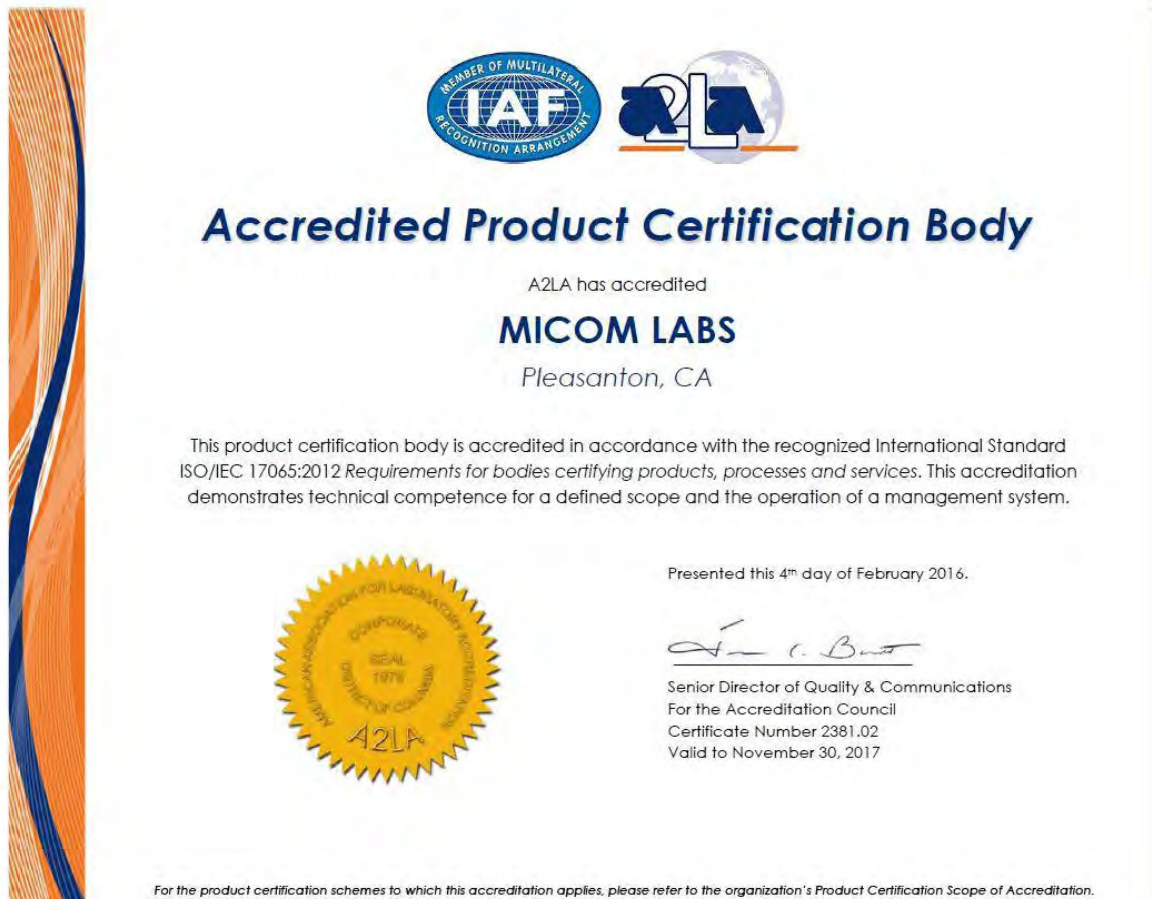 MEMBER OF MULTILATERAL
IAF
RECOGNITION ARRANGEMENT
A2LA
Accredited Product Certification Body
A2LA has accredited
MICOM LABS
Pleasanton, CA
This product certification body is accredited in accordance with the recognized International Standard
ISO/IEC 17065:2012 Requirements for bodies certifying products, processes and services. This accreditation
demonstrates technical competence for a defined scope and the operation of a management system.
AMERICAN ASSOCIATION FOR LABORATORY ACCREDITATION
CORPORATE
SEAL
1978
DISTRICT OF COLUMBIA
A2LA
Presented this 4th day of February 2016.
Senior Director of Quality & Communications
For the Accreditation Council
Certificate Number 2381.02
Valid to November 30, 2017
For the product certification schemes to which this accreditation applies, please refer to the organization's Product Certification Scope of Accreditation.